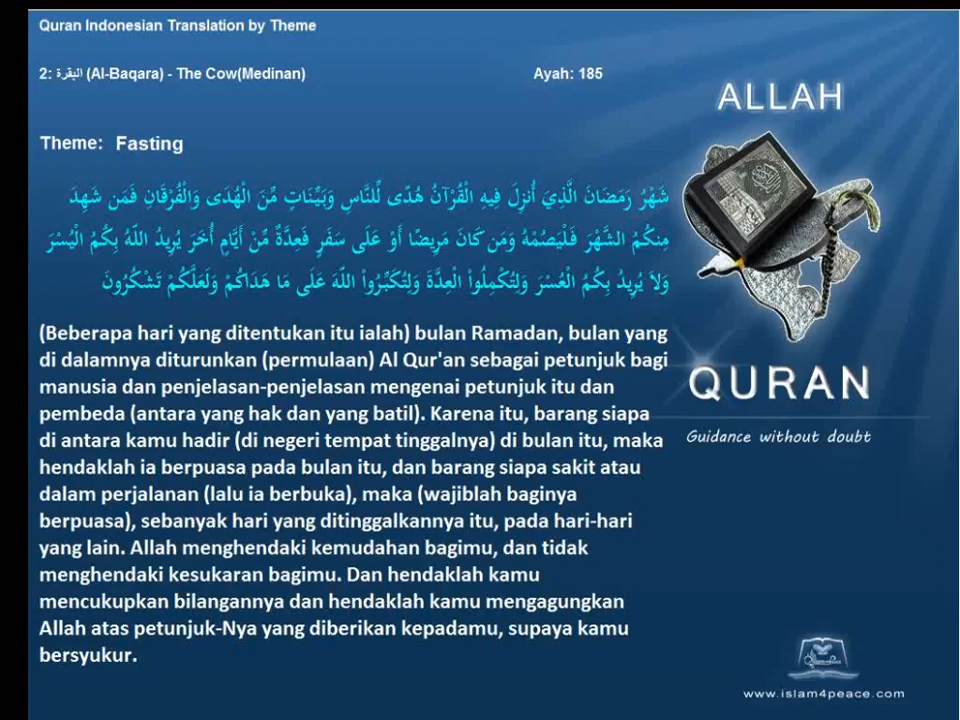 Quran Indonesian Translation by Theme
2: البقرة (Al-Baqara) - The Cow(Medinan)
Ayah: 185
ALLAH
Theme: Fasting
شَهْرُ رَمَضَانَ الَّذِيَ أُنزِلَ فِيهِ الْقُرْآنُ هُدًى لِّلنَّاسِ وَبَيِّنَاتٍ مِّنَ الْهُدَى وَالْفُرْقَانِ فَمَن شَهِدَ
مِنكُمُ الشَّهْرَ فَلْيَصُمْهُ وَمَن كَانَ مَرِيضًا أَوْ عَلَى سَفَرٍ فَعِدَّةٌ مِّنْ أَيَّامٍ أُخَرَ يُرِيدُ اللّهُ بِكُمُ الْيُسْرَ
وَلاَ يُرِيدُ بِكُمُ الْعُسْرَ وَلِتُكْمِلُواْ الْعِدَّةَ وَلِتُكَبِّرُواْ اللّهَ عَلَى مَا هَدَاكُمْ وَلَعَلَّكُمْ تَشْكُرُونَ
(Beberapa hari yang ditentukan itu ialah) bulan Ramadan, bulan yang
di dalamnya diturunkan (permulaan) Al Qur'an sebagai petunjuk bagi
manusia dan penjelasan-penjelasan mengenai petunjuk itu dan
pembeda (antara yang hak dan yang batil). Karena itu, barang siapa
di antara kamu hadir (di negeri tempat tinggalnya) di bulan itu, maka
hendaklah ia berpuasa pada bulan itu, dan barang siapa sakit atau
dalam perjalanan (lalu ia berbuka), maka (wajiblah baginya
berpuasa), sebanyak hari yang ditinggalkannya itu, pada hari-hari
yang lain. Allah menghendaki kemudahan bagimu, dan tidak
menghendaki kesukaran bagimu. Dan hendaklah kamu
mencukupkan bilangannya dan hendaklah kamu mengagungkan
Allah atas petunjuk-Nya yang diberikan kepadamu, supaya kamu
bersyukur.
QURAN
Guidance without doubt
www.islam4peace.com